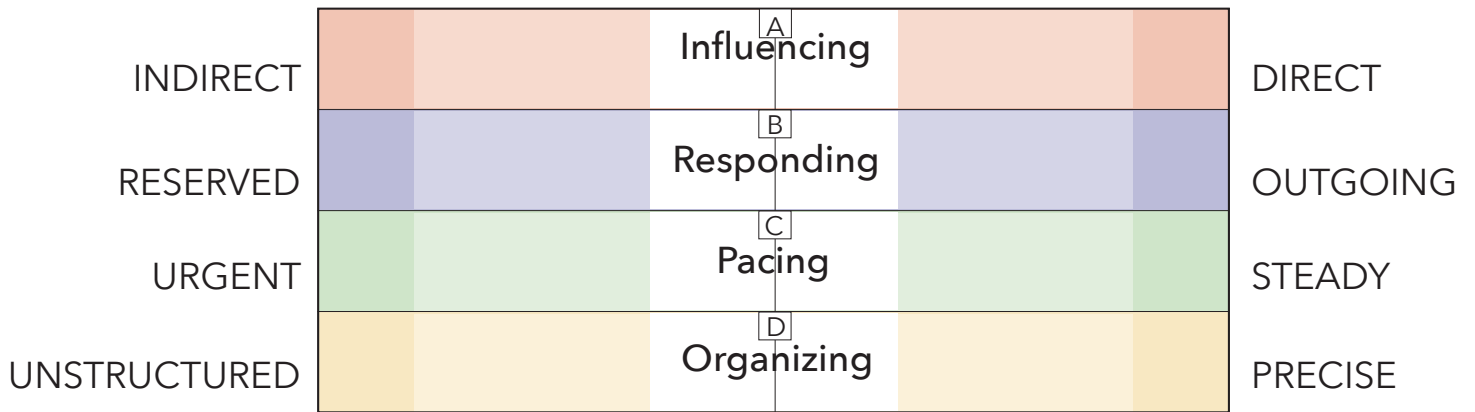 A
Influencing
INDIRECT
DIRECT
B
Responding
RESERVED
OUTGOING
C
Pacing
URGENT
STEADY
D
Organizing
UNSTRUCTURED
PRECISE